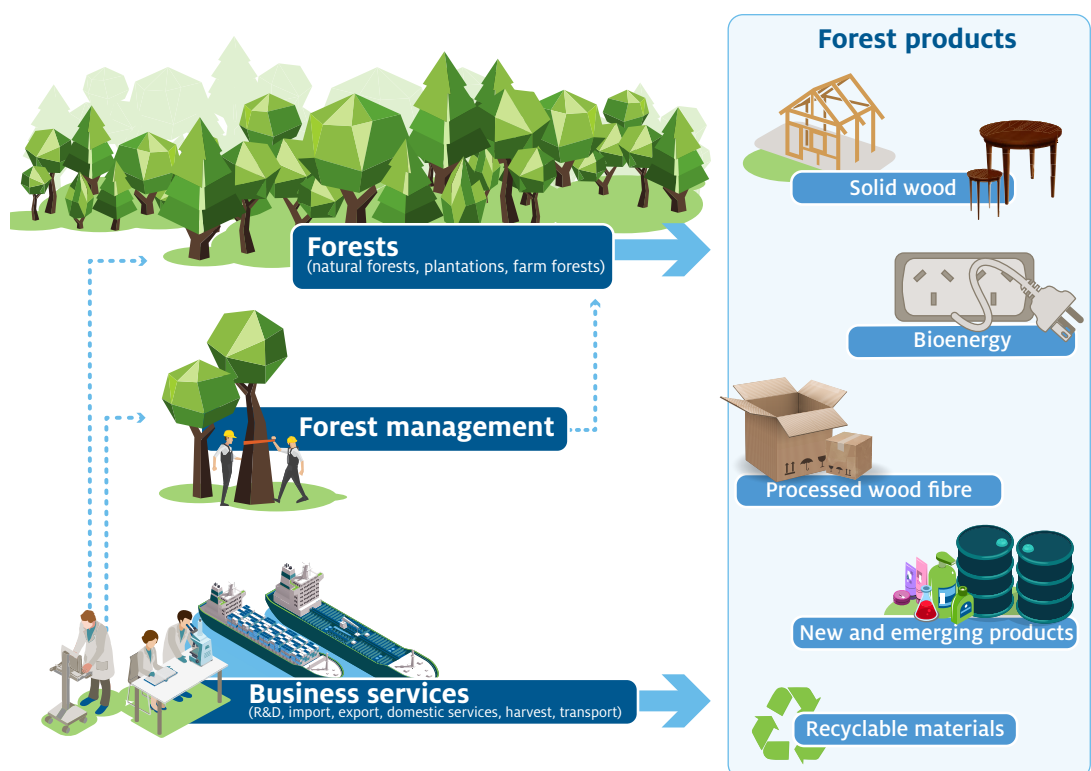 Forest products
Solid wood
Forests
(natural forests, plantations, farm forests)
Bioenergy
Forest management
Processed wood fibre
New and emerging products
Business services
(R&D, import, export, domestic services, harvest, transport)
Recyclable materials